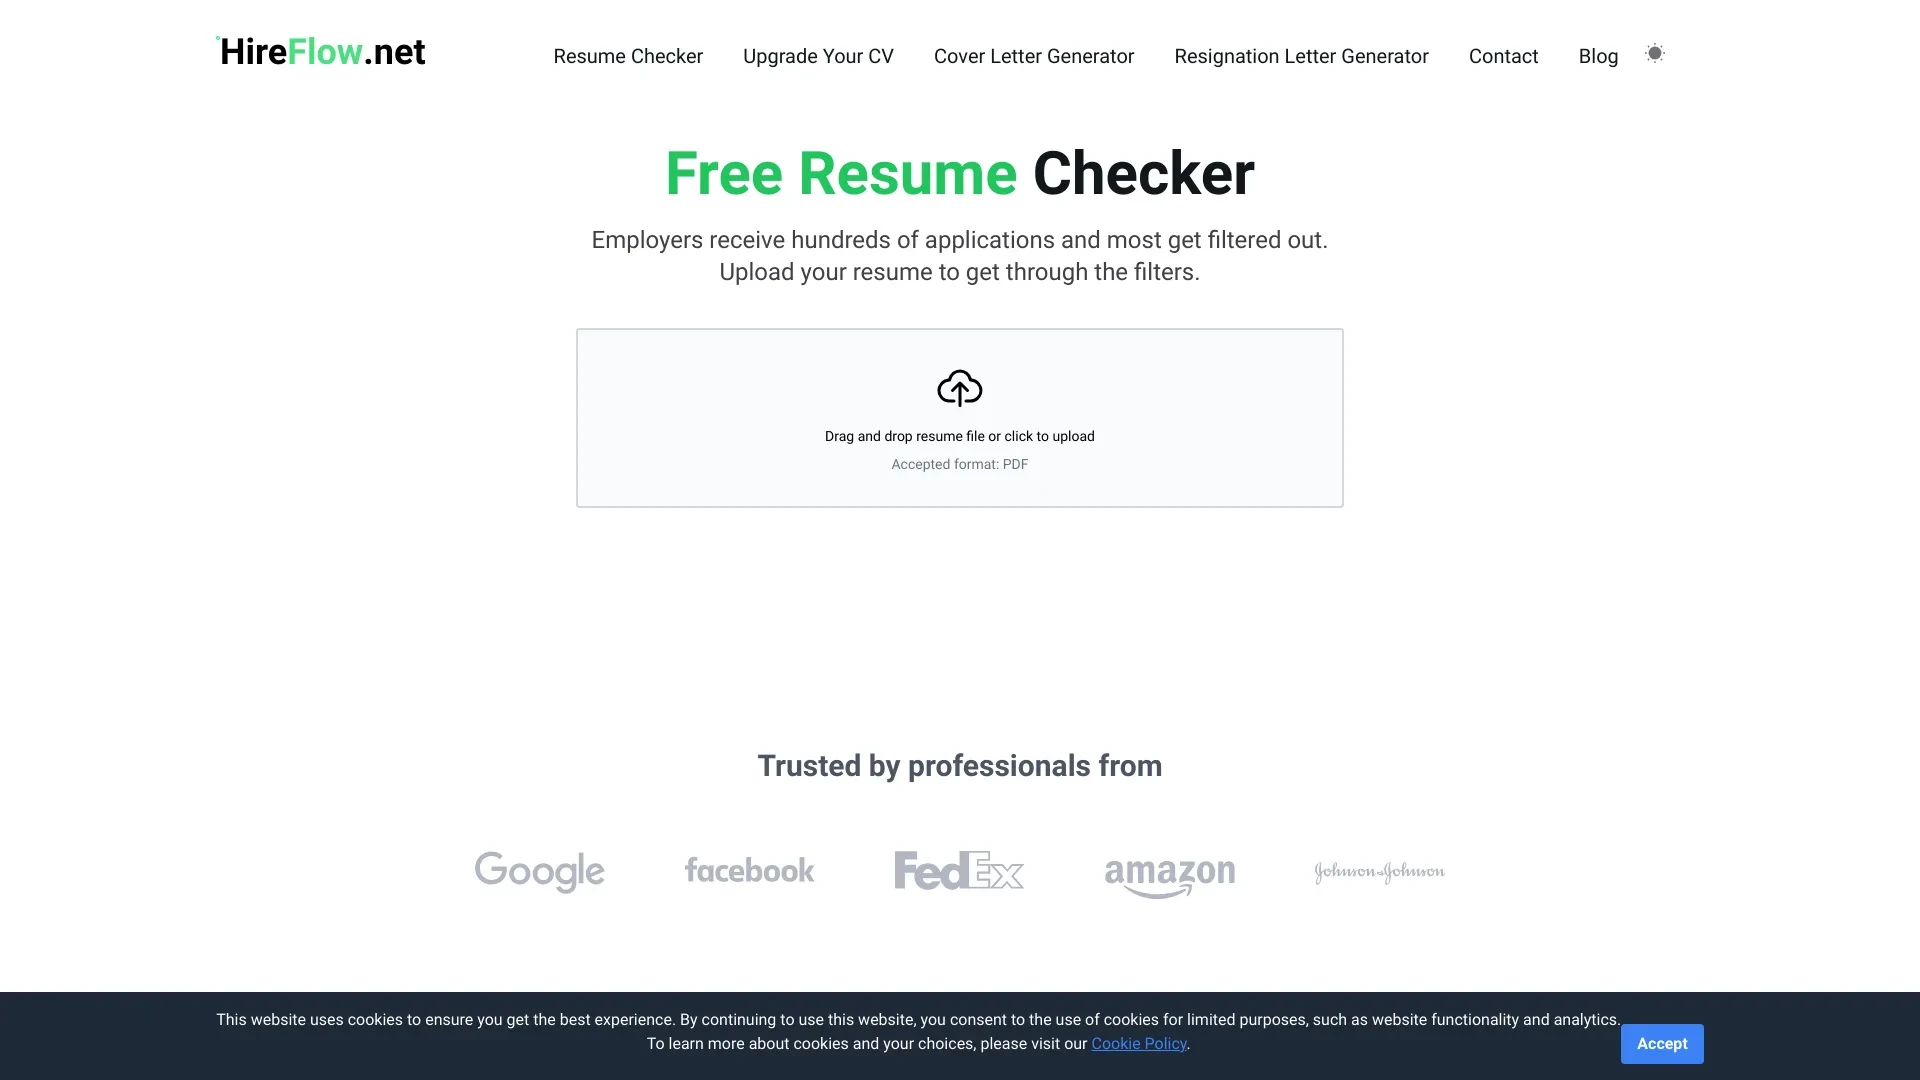 HireFlow.net
Resume Checker
Upgrade Your CV
Cover Letter Generator
Resignation Letter Generator
Contact
Blog
Free Resume Checker
Employers receive hundreds of applications and most get filtered out.
Upload your resume to get through the filters.
Drag and drop resume file or click to upload
Accepted format: PDF
Trusted by professionals from
Google
facebook
FedEx
amazon
Johnson&Johnson
This website uses cookies to ensure you get the best experience. By continuing to use this website, you consent to the use of cookies for limited purposes, such as website functionality and analytics.
To learn more about cookies and your choices, please visit our Cookie Policy.
Accept